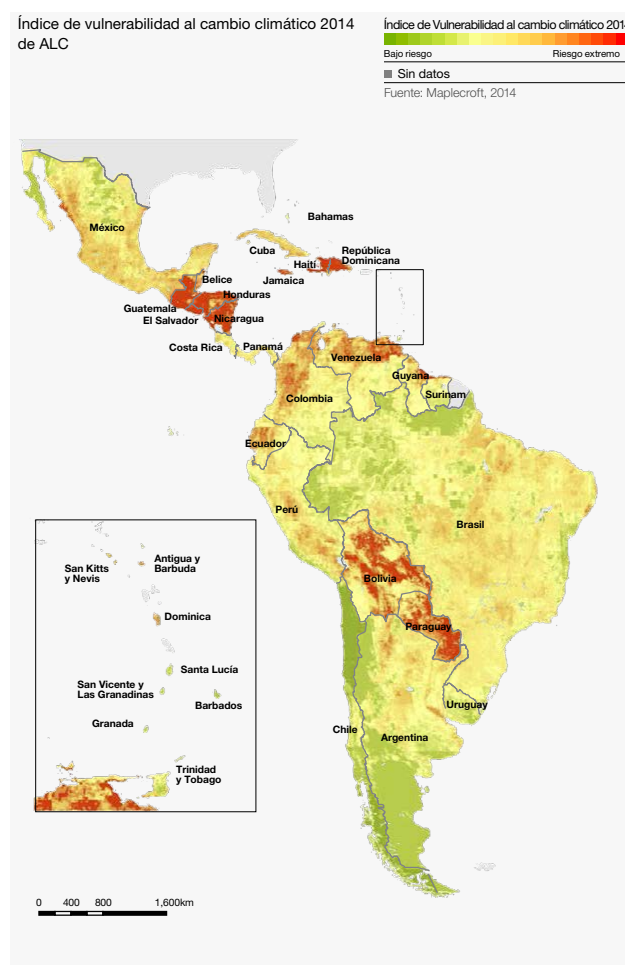 Índice de vulnerabilidad al cambio climático 2014
de ALC
Índice de Vulnerabilidad al cambio climático 201
Bajo riesgo
Riesgo extremo
Sin datos
Fuente: Maplecroft, 2014
México
Bahamas
Cuba
República
Dominicana
Haití
Jamaica
Belice
Honduras
Guatemala
El Salvador
Nicaragua
Costa Rica
Panamá
Venezuela
Guyana
Surinam
Colombia
Ecuador
Perú
Brasil
Bolivia
Paraguay
Uruguay
Chile
Argentina
San Kitts
y Nevis
Antigua y
Barbuda
Dominica
Santa Lucía
San Vicente y
Las Granadinas
Barbados
Granada
Trinidad
y Tobago
0 400 800 1,600km